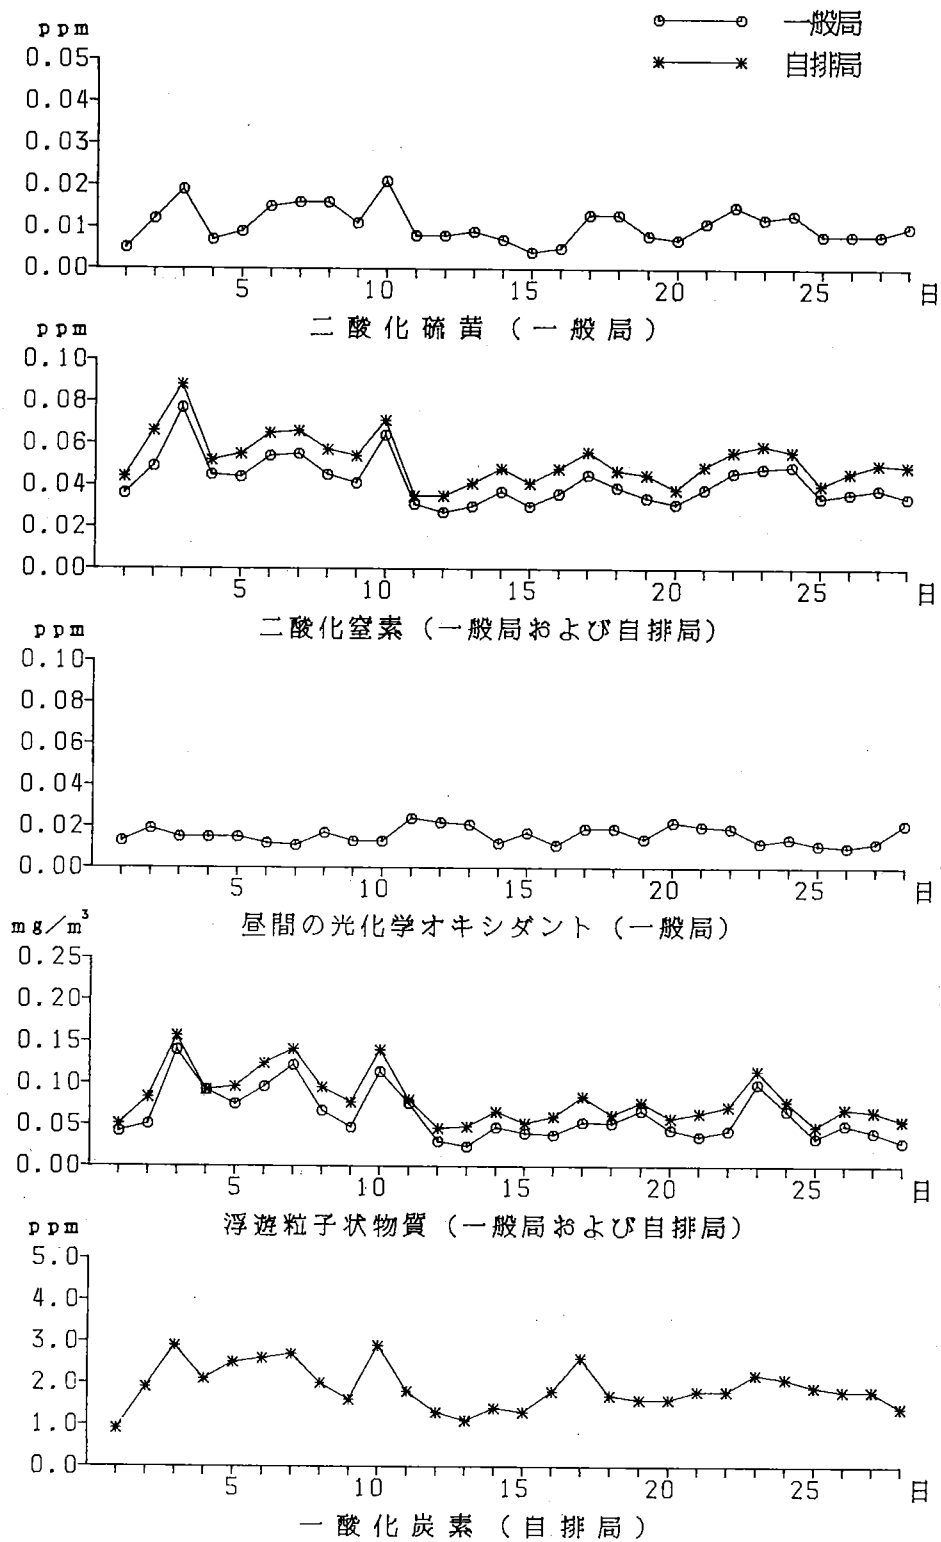 一般局
自排局
ppm
0.05
0.04
0.03
0.02
0.01
0.00
5 10 15 20 25 日
二酸化硫黄(一般局)
ppm
0.10
0.08
0.06
0.04
0.02
0.00
5 10 15 20 25 日
二酸化窒素(一般局および自排局)
ppm
0.10
0.08
0.06
0.04
0.02
0.00
5 10 15 20 25 日
昼間の光化学オキシダント(一般局)
mg/m³
0.25
0.20
0.15
0.10
0.05
0.00
5 10 15 20 25 日
浮遊粒子状物質(一般局および自排局)
ppm
5.0
4.0
3.0
2.0
1.0
0.0
5 10 15 20 25 日
一酸化炭素(自排局)